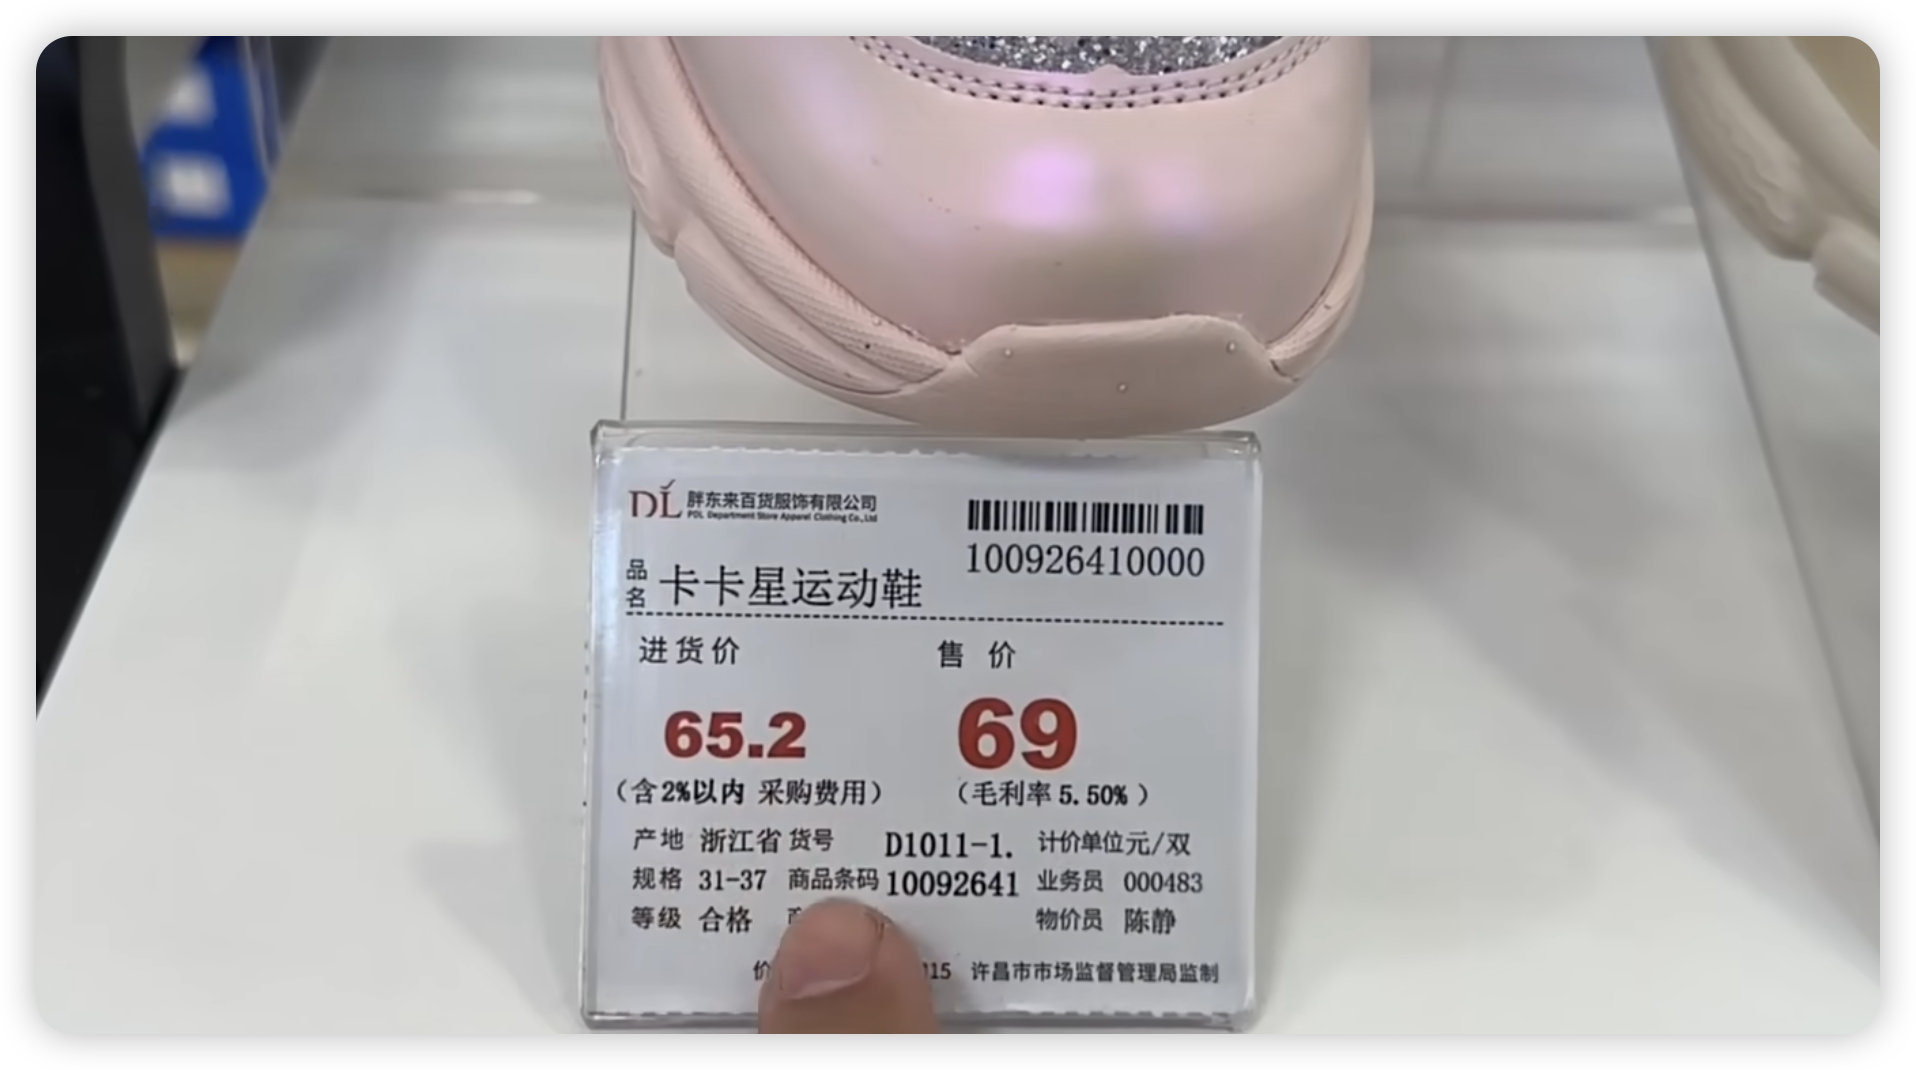 DL 胖东来百货服饰有限公司
PDL Department Store Apparel Clothing Co.,Ltd
100926410000
品名 卡卡星运动鞋
进货价 售 价
65.2 69
（含2%以内 采购费用） （毛利率 5.50% ）
产地 浙江省 货号 D1011-1. 计价单位 元/双
规格 31-37 商品条码 10092641 业务员 000483
等级 合格 物价员 陈静
价 15 许昌市市场监督管理局监制